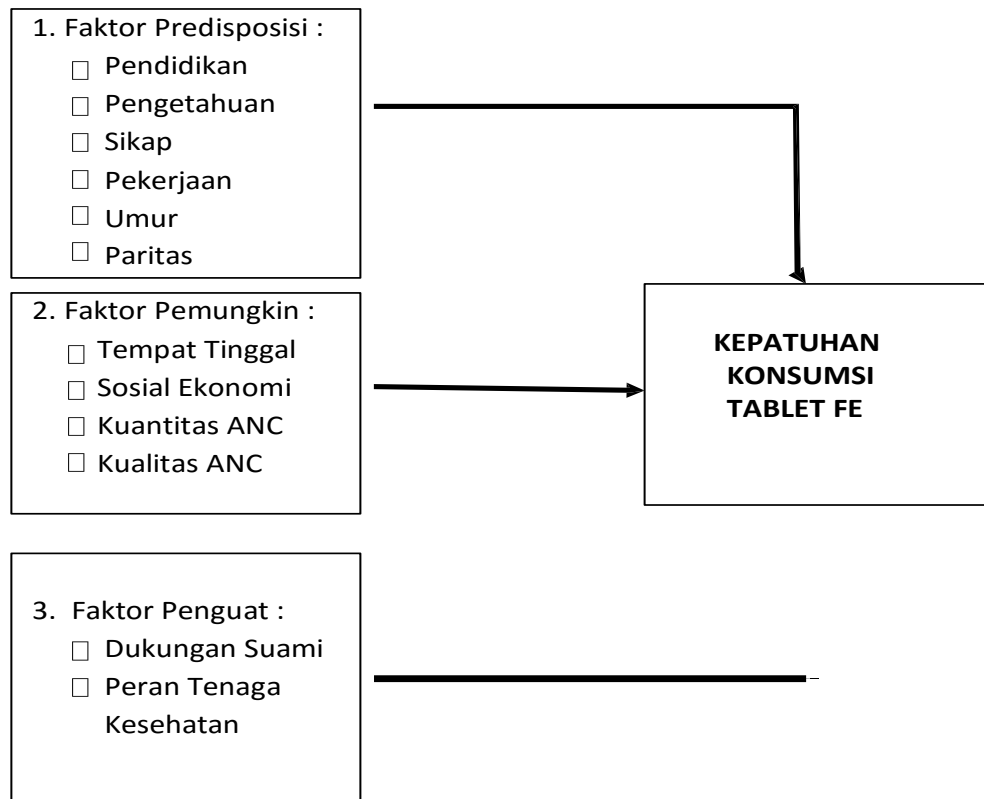 1. Faktor Predisposisi :
□ Pendidikan
□ Pengetahuan
□ Sikap
□ Pekerjaan
□ Umur
□ Paritas
2. Faktor Pemungkin :
□ Tempat Tinggal
□ Sosial Ekonomi
□ Kuantitas ANC
□ Kualitas ANC
KEPATUHAN
KONSUMSI
TABLET FE
3. Faktor Penguat :
□ Dukungan Suami
□ Peran Tenaga
Kesehatan